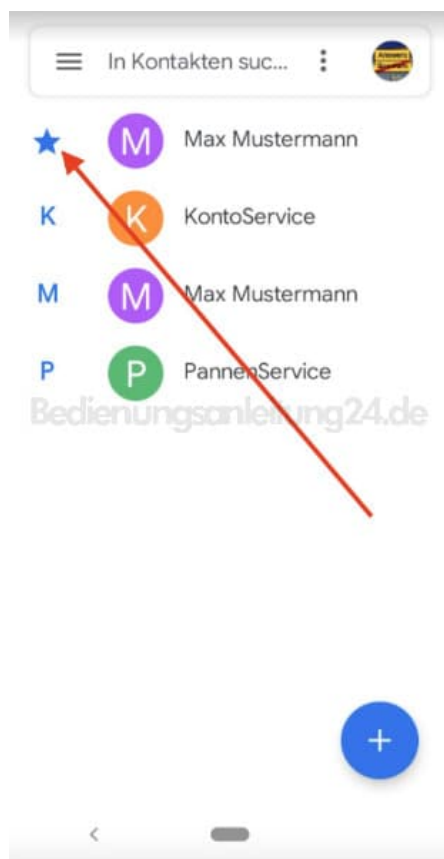 In Kontakten suc...
M Max Mustermann
K K KontoService
M M Max Mustermann
P P PannenService
Bedienungsanleitung24.de